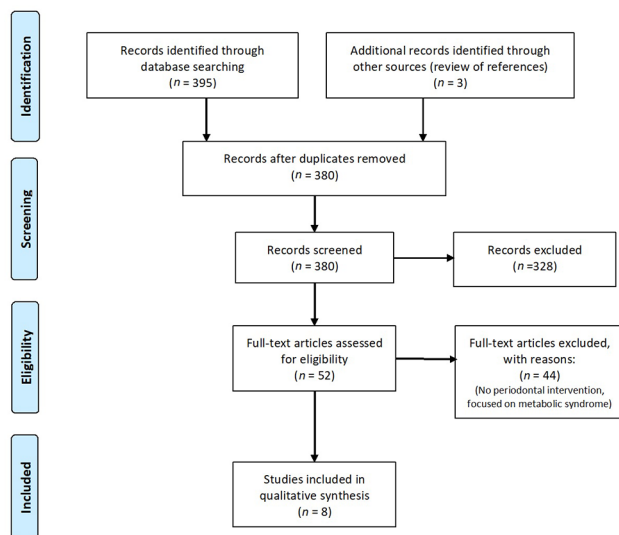 Identification
Records identified through
database searching
(n = 395)
Additional records identified through
other sources (review of references)
(n = 3)
Records after duplicates removed
(n = 380)
Screening
Records screened
(n = 380)
Records excluded
(n =328)
Eligibility
Full-text articles assessed
for eligibility
(n = 52)
Full-text articles excluded,
with reasons:
(n = 44)
(No periodontal intervention,
focused on metabolic syndrome)
Included
Studies included in
qualitative synthesis
(n = 8)